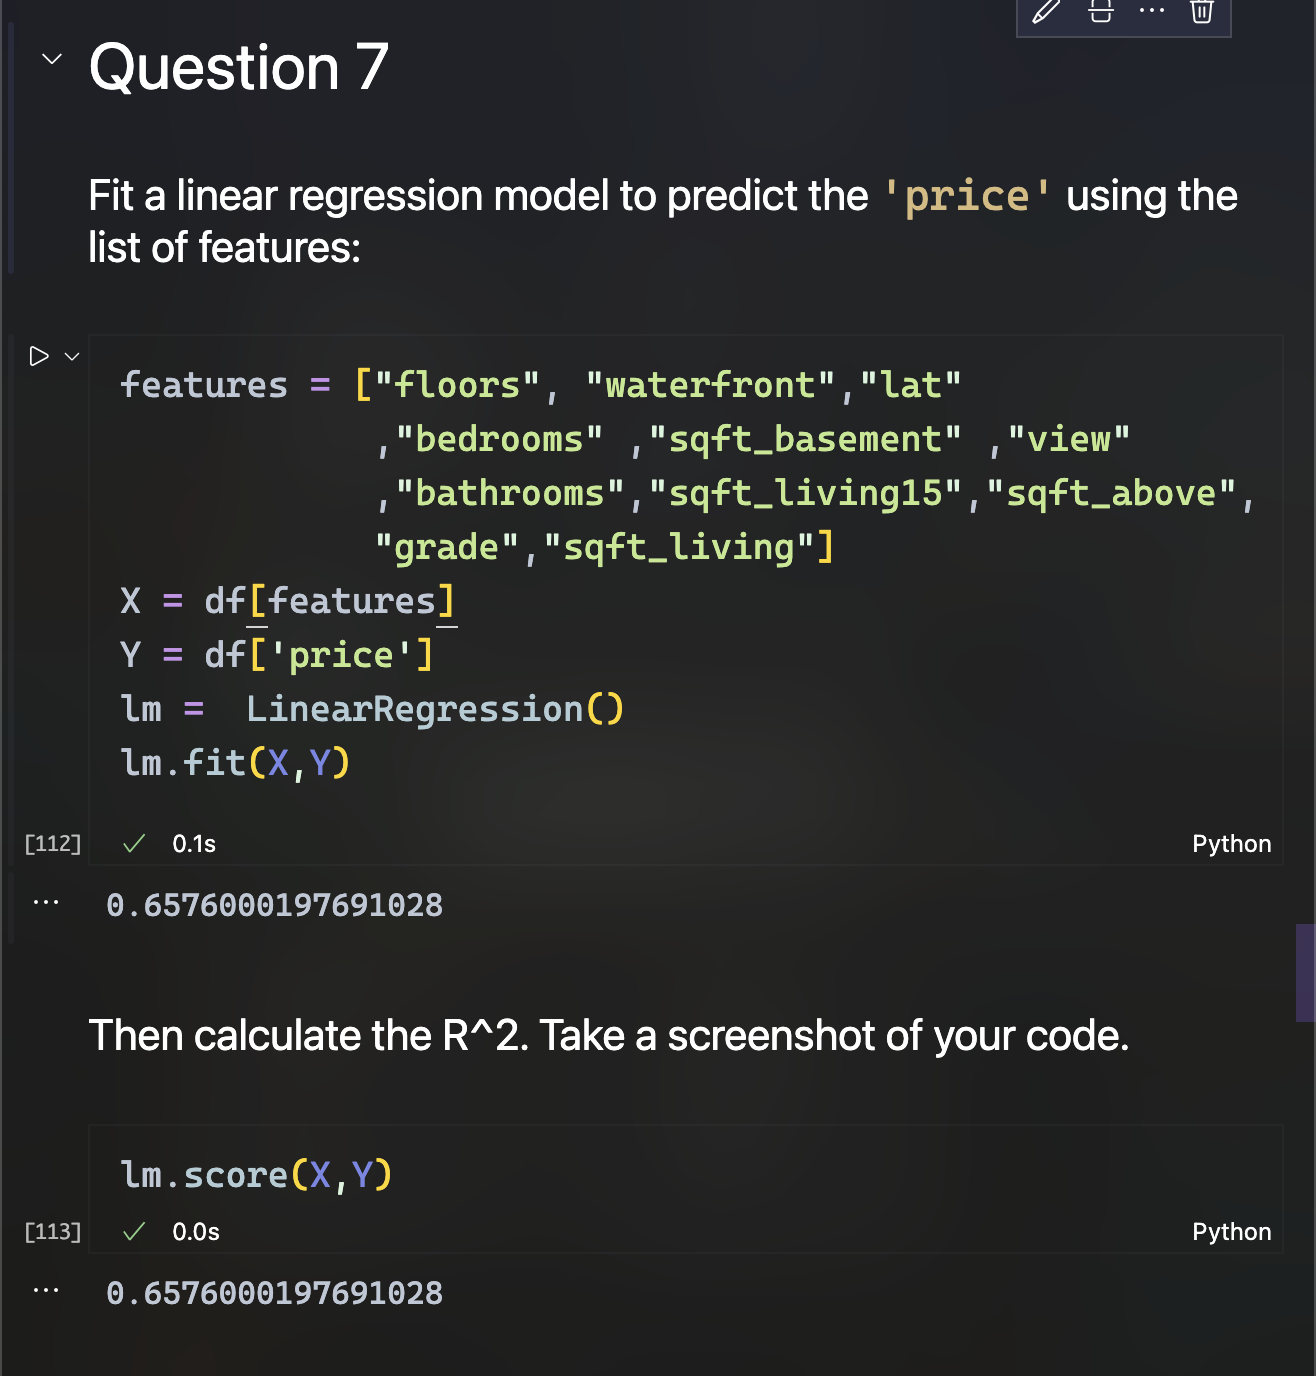 Question 7
Fit a linear regression model to predict the 'price' using the
list of features:
features = ["floors", "waterfront","lat"
,"bedrooms" ,"sqft_basement" ,"view"
,"bathrooms","sqft_living15","sqft_above",
"grade","sqft_living"]
X = df[features]
Y = df['price']
lm =  LinearRegression()
lm.fit(X,Y)
[112] ✓ 0.1s Python
... 0.6576000197691028
Then calculate the R^2. Take a screenshot of your code.
lm.score(X,Y)
[113] ✓ 0.0s Python
... 0.6576000197691028